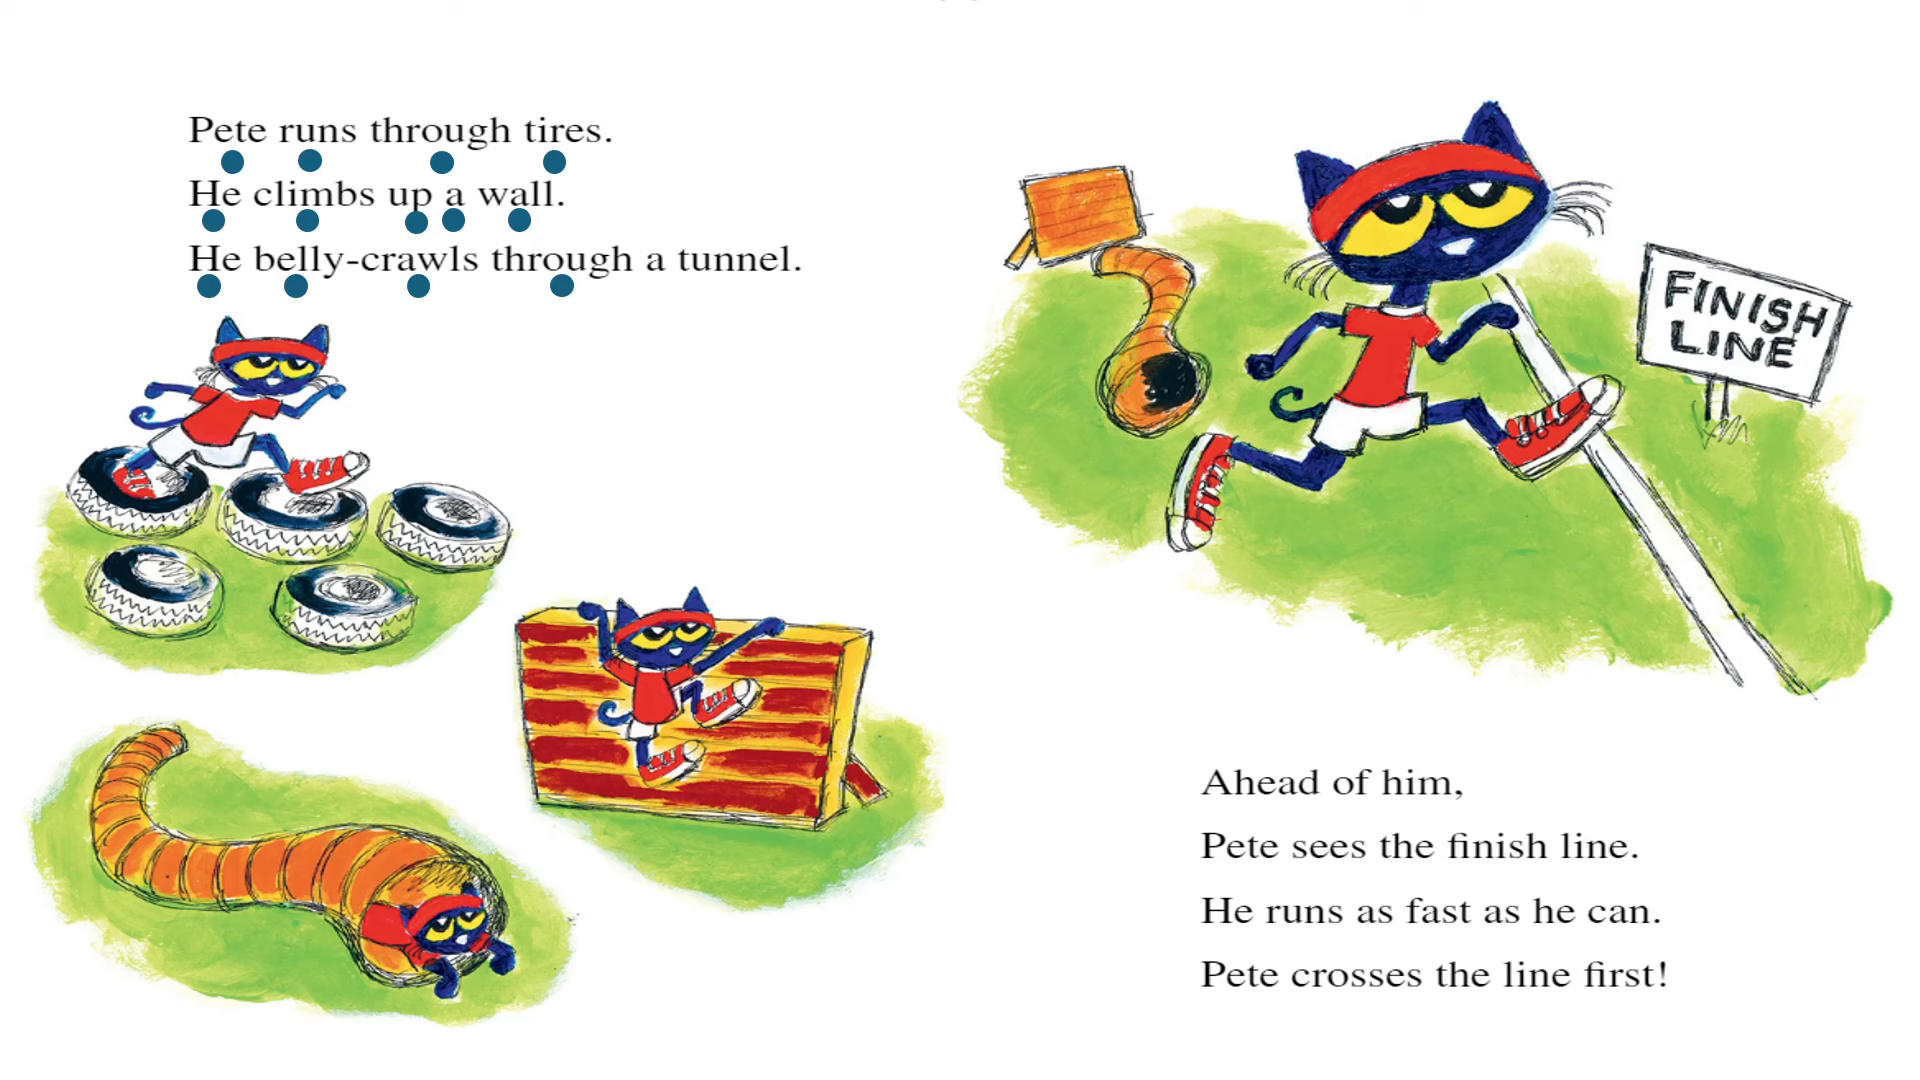 Pete runs through tires.
He climbs up a wall.
He belly-crawls through a tunnel.
FINISH
LINE
Ahead of him,
Pete sees the finish line.
He runs as fast as he can.
Pete crosses the line first!